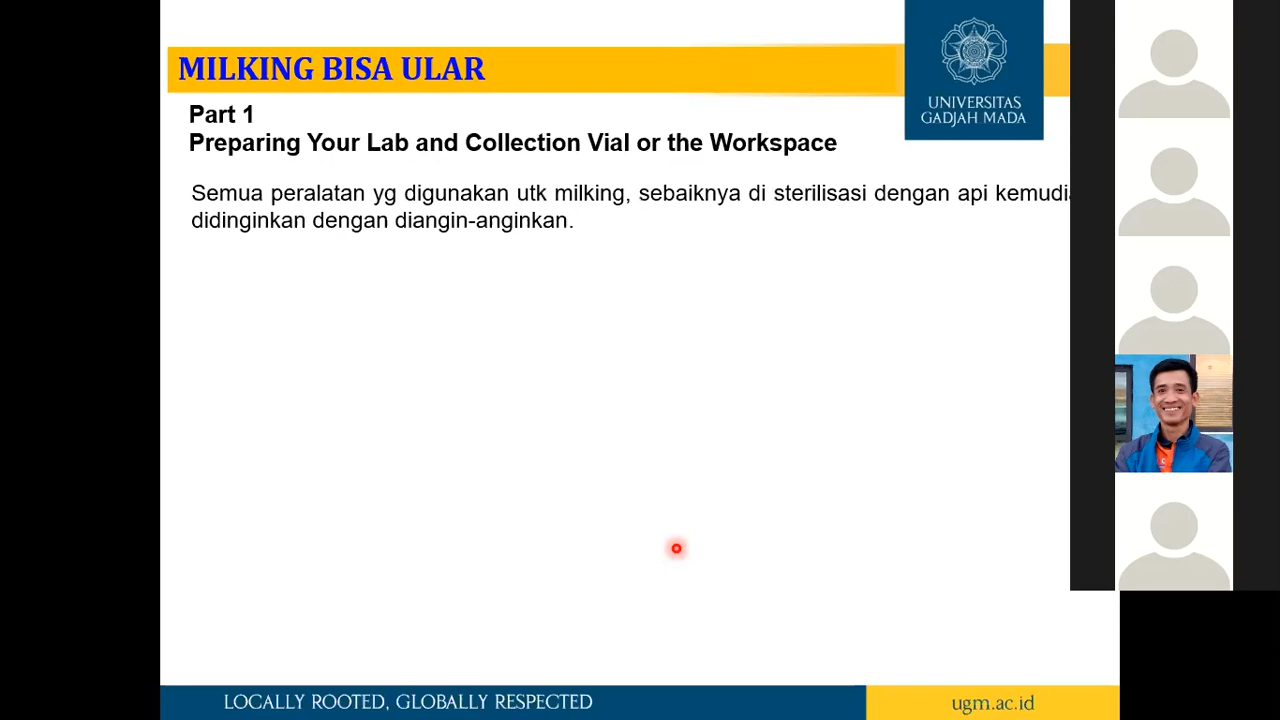 MILKING BISA ULAR
UNIVERSITAS
GADJAH MADA
Part 1
Preparing Your Lab and Collection Vial or the Workspace
Semua peralatan yg digunakan utk milking, sebaiknya di sterilisasi dengan api
didinginkan dengan diangin-anginkan.
LOCALLY ROOTED, GLOBALLY RESPECTED
ugm.ac.id